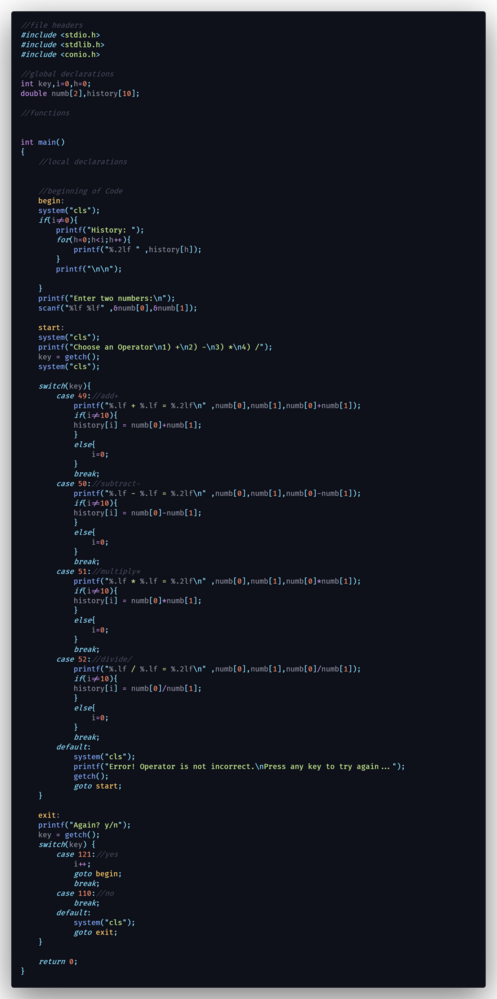 //file headers
#include <stdio.h>
#include <stdlib.h>
#include <conio.h>

//global declarations
int key,i=0,h=0;
double numb[2],history[10];

//functions


int main()
{
    //local declarations


    //beginning of Code
    begin:
    system("cls");
    if(i≠0){
        printf("History: ");
        for(h=0;h<i;h++){
            printf("%.2lf " ,history[h]);
        }
        printf("\n\n");

    }
    printf("Enter two numbers:\n");
    scanf("%lf %lf" ,&numb[0],&numb[1]);

    start:
    system("cls");
    printf("Choose an Operator\n1) +\n2) -\n3) *\n4) /");
    key = getch();
    system("cls");

    switch(key){
        case 49://add+
            printf("%.lf + %.lf = %.2lf\n" ,numb[0],numb[1],numb[0]+numb[1]);
            if(i≠10){
            history[i] = numb[0]+numb[1];
            }
            else{
                i=0;
            }
            break;
        case 50://subtract-
            printf("%.lf - %.lf = %.2lf\n" ,numb[0],numb[1],numb[0]-numb[1]);
            if(i≠10){
            history[i] = numb[0]-numb[1];
            }
            else{
                i=0;
            }
            break;
        case 51://multiply*
            printf("%.lf * %.lf = %.2lf\n" ,numb[0],numb[1],numb[0]*numb[1]);
            if(i≠10){
            history[i] = numb[0]*numb[1];
            }
            else{
                i=0;
            }
            break;
        case 52://divide/
            printf("%.lf / %.lf = %.2lf\n" ,numb[0],numb[1],numb[0]/numb[1]);
            if(i≠10){
            history[i] = numb[0]/numb[1];
            }
            else{
                i=0;
            }
            break;
        default:
            system("cls");
            printf("Error! Operator is not incorrect.\nPress any key to try again...");
            getch();
            goto start;
    }

    exit:
    printf("Again? y/n");
    key = getch();
    switch(key) {
        case 121://yes
            i++;
            goto begin;
            break;
        case 110://no
            break;
        default:
            system("cls");
            goto exit;
    }

    return 0;
}